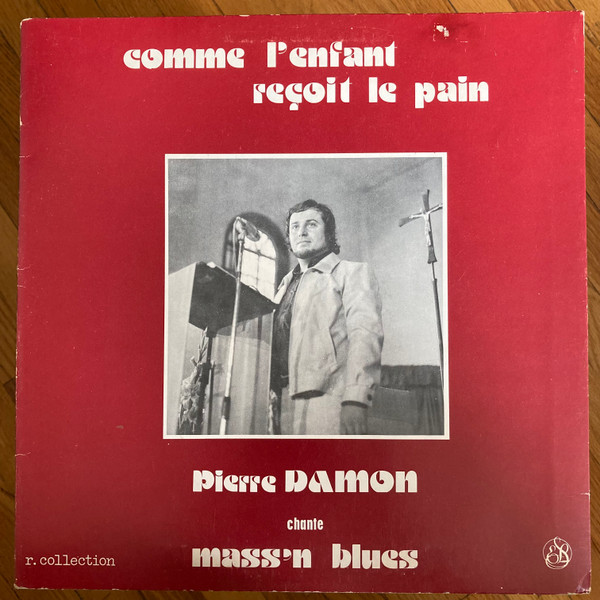 comme l'enfant
reçoit le pain
Pierre DAMON
chante
mass'n blues
r. collection